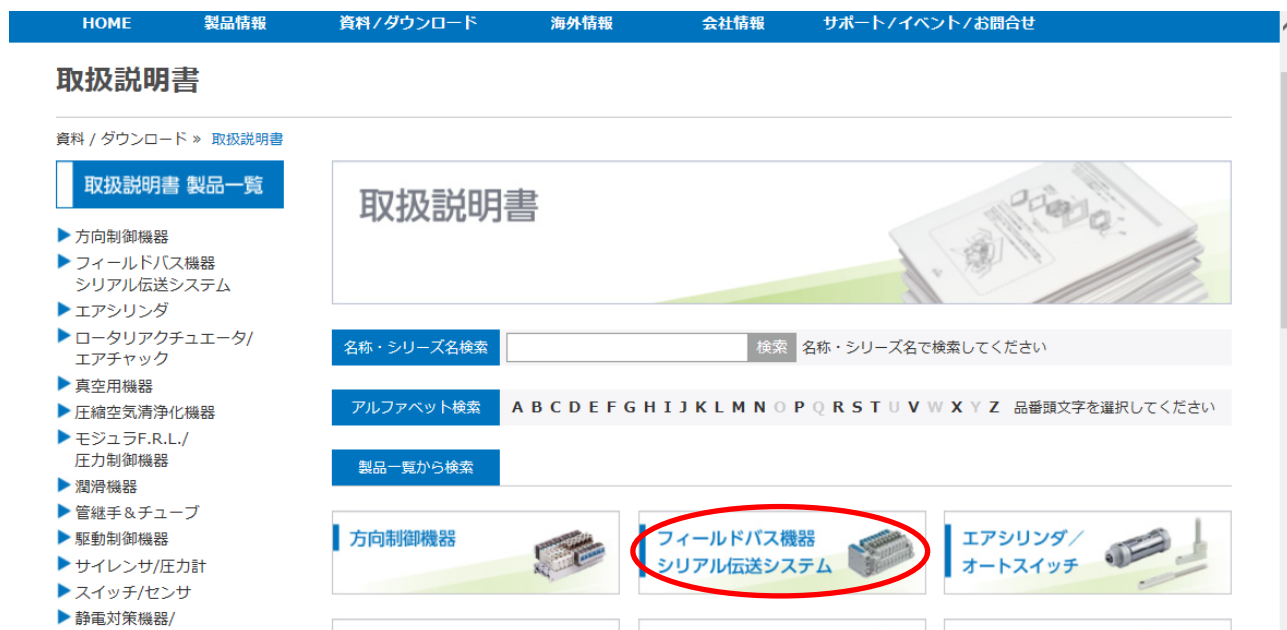 HOME 製品情報 資料/ダウンロード 海外情報 会社情報 サポート/イベント/お問合せ
取扱説明書
資料 / ダウンロード » 取扱説明書
取扱説明書 製品一覧
方向制御機器
フィールドバス機器
シリアル伝送システム
エアシリンダ
ロータリアクチュエータ/
エアチャック
真空用機器
圧縮空気清浄化機器
モジュラF.R.L./
圧力制御機器
潤滑機器
管継手＆チューブ
駆動制御機器
サイレンサ/圧力計
スイッチ/センサ
静電対策機器/
取扱説明書
名称・シリーズ名検索 検索 名称・シリーズ名で検索してください
アルファベット検索 A B C D E F G H I J K L M N O P Q R S T U V W X Y Z 品番頭文字を選択してください
製品一覧から検索
方向制御機器
フィールドバス機器
シリアル伝送システム
エアシリンダ／
オートスイッチ